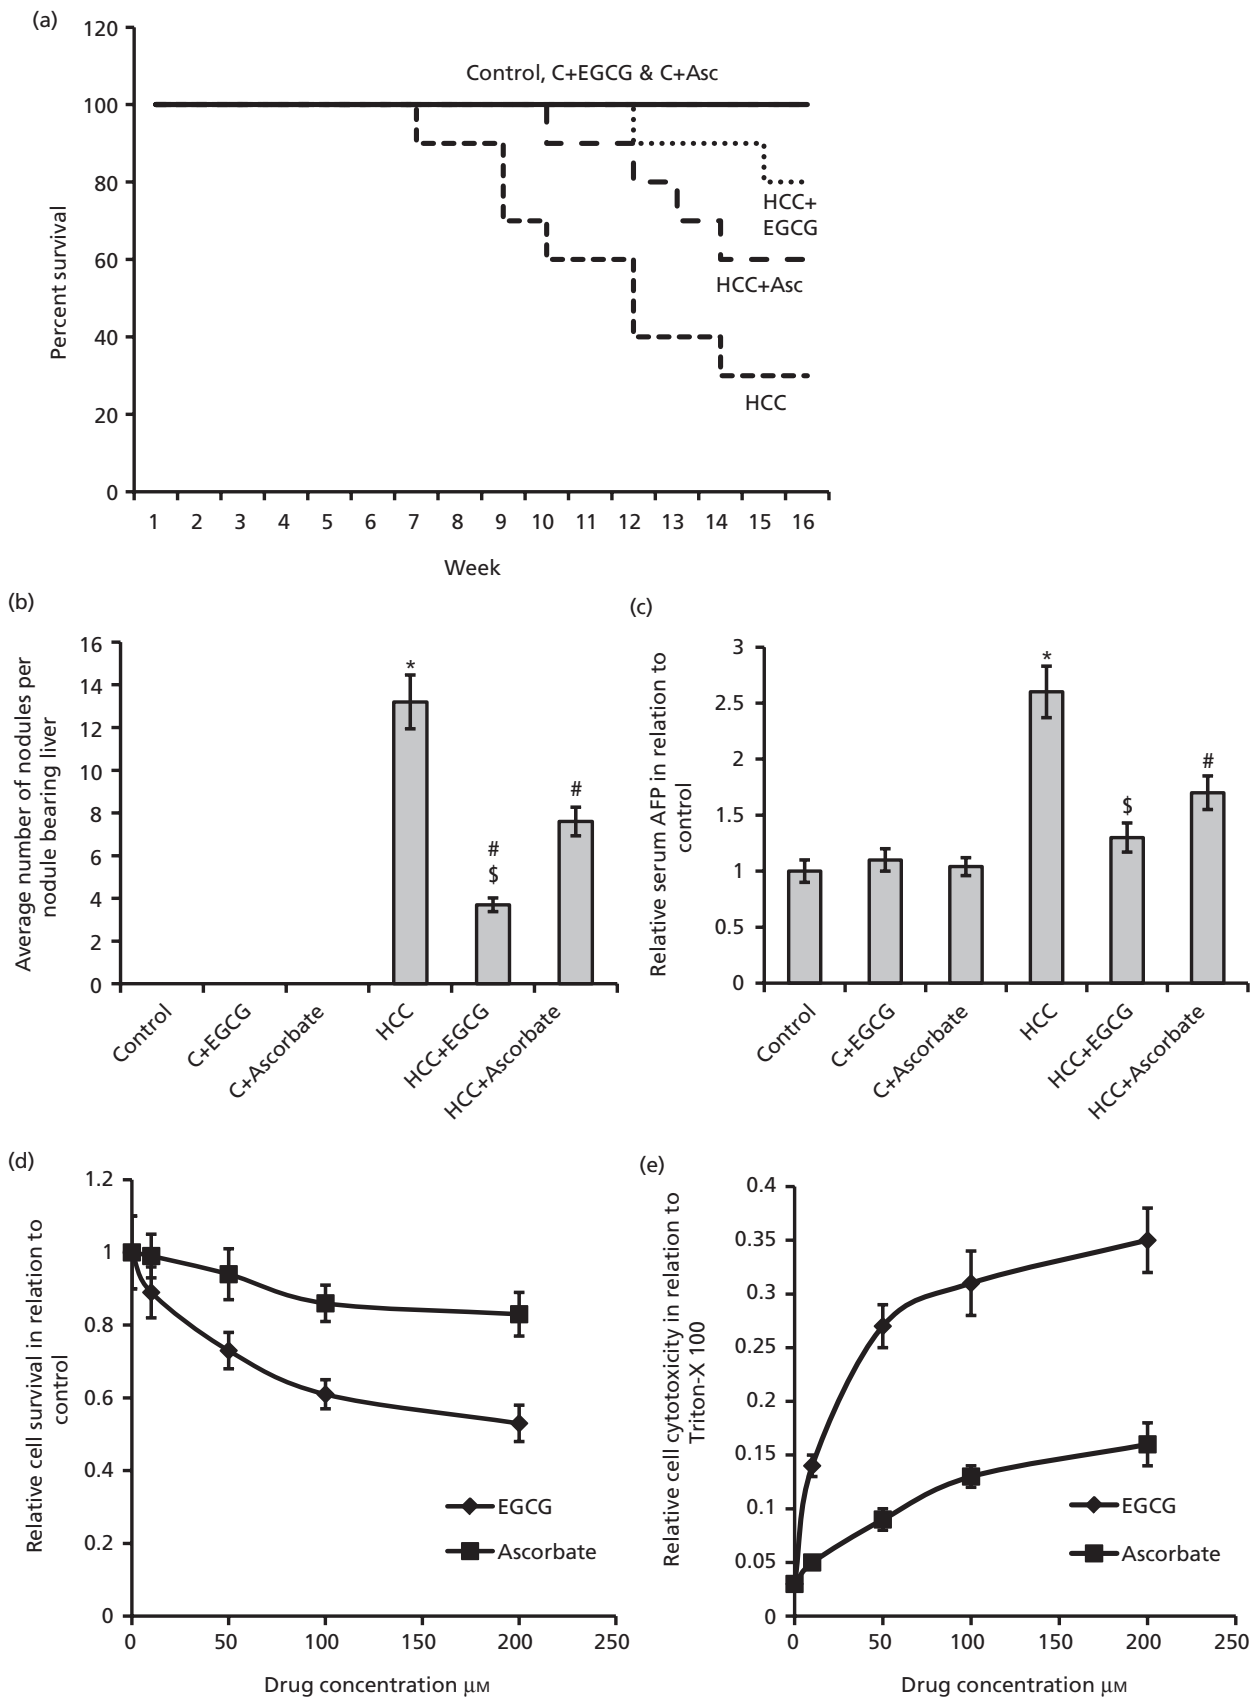 (a)
120
100
80
60
40
20
0
Percent survival
Control, C+EGCG & C+Asc
HCC+
EGCG
HCC+Asc
HCC
1 2 3 4 5 6 7 8 9 10 11 12 13 14 15 16
Week
(b)
16
14
12
10
8
6
4
2
0
Average number of nodules per
nodule bearing liver
*
#
$
#
Control
C+EGCG
C+Ascorbate
HCC
HCC+EGCG
HCC+Ascorbate
(c)
3
2.5
2
1.5
1
0.5
0
Relative serum AFP in relation to
control
*
$
#
Control
C+EGCG
C+Ascorbate
HCC
HCC+EGCG
HCC+Ascorbate
(d)
1.2
1
0.8
0.6
0.4
0.2
0
Relative cell survival in relation to
control
EGCG
Ascorbate
0 50 100 150 200 250
Drug concentration μM
(e)
0.4
0.35
0.3
0.25
0.2
0.15
0.1
0.05
0
Relative cell cytotoxicity in relation to
Triton-X 100
EGCG
Ascorbate
0 50 100 150 200 250
Drug concentration μM